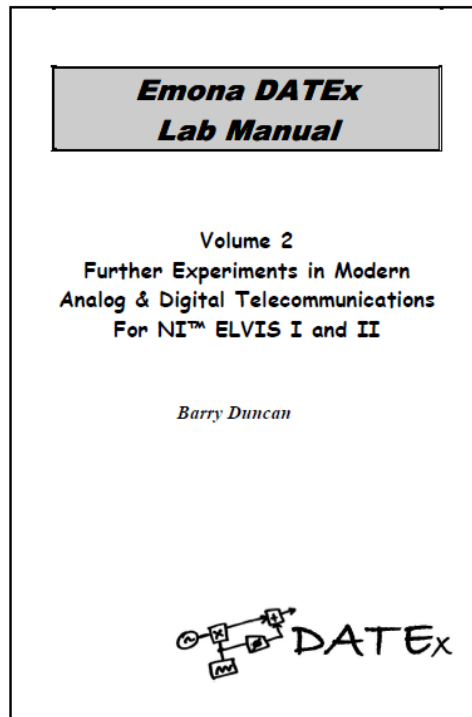 Emona DATEx
Lab Manual
Volume 2
Further Experiments in Modern
Analog & Digital Telecommunications
For NI™ ELVIS I and II
Barry Duncan
DATEx